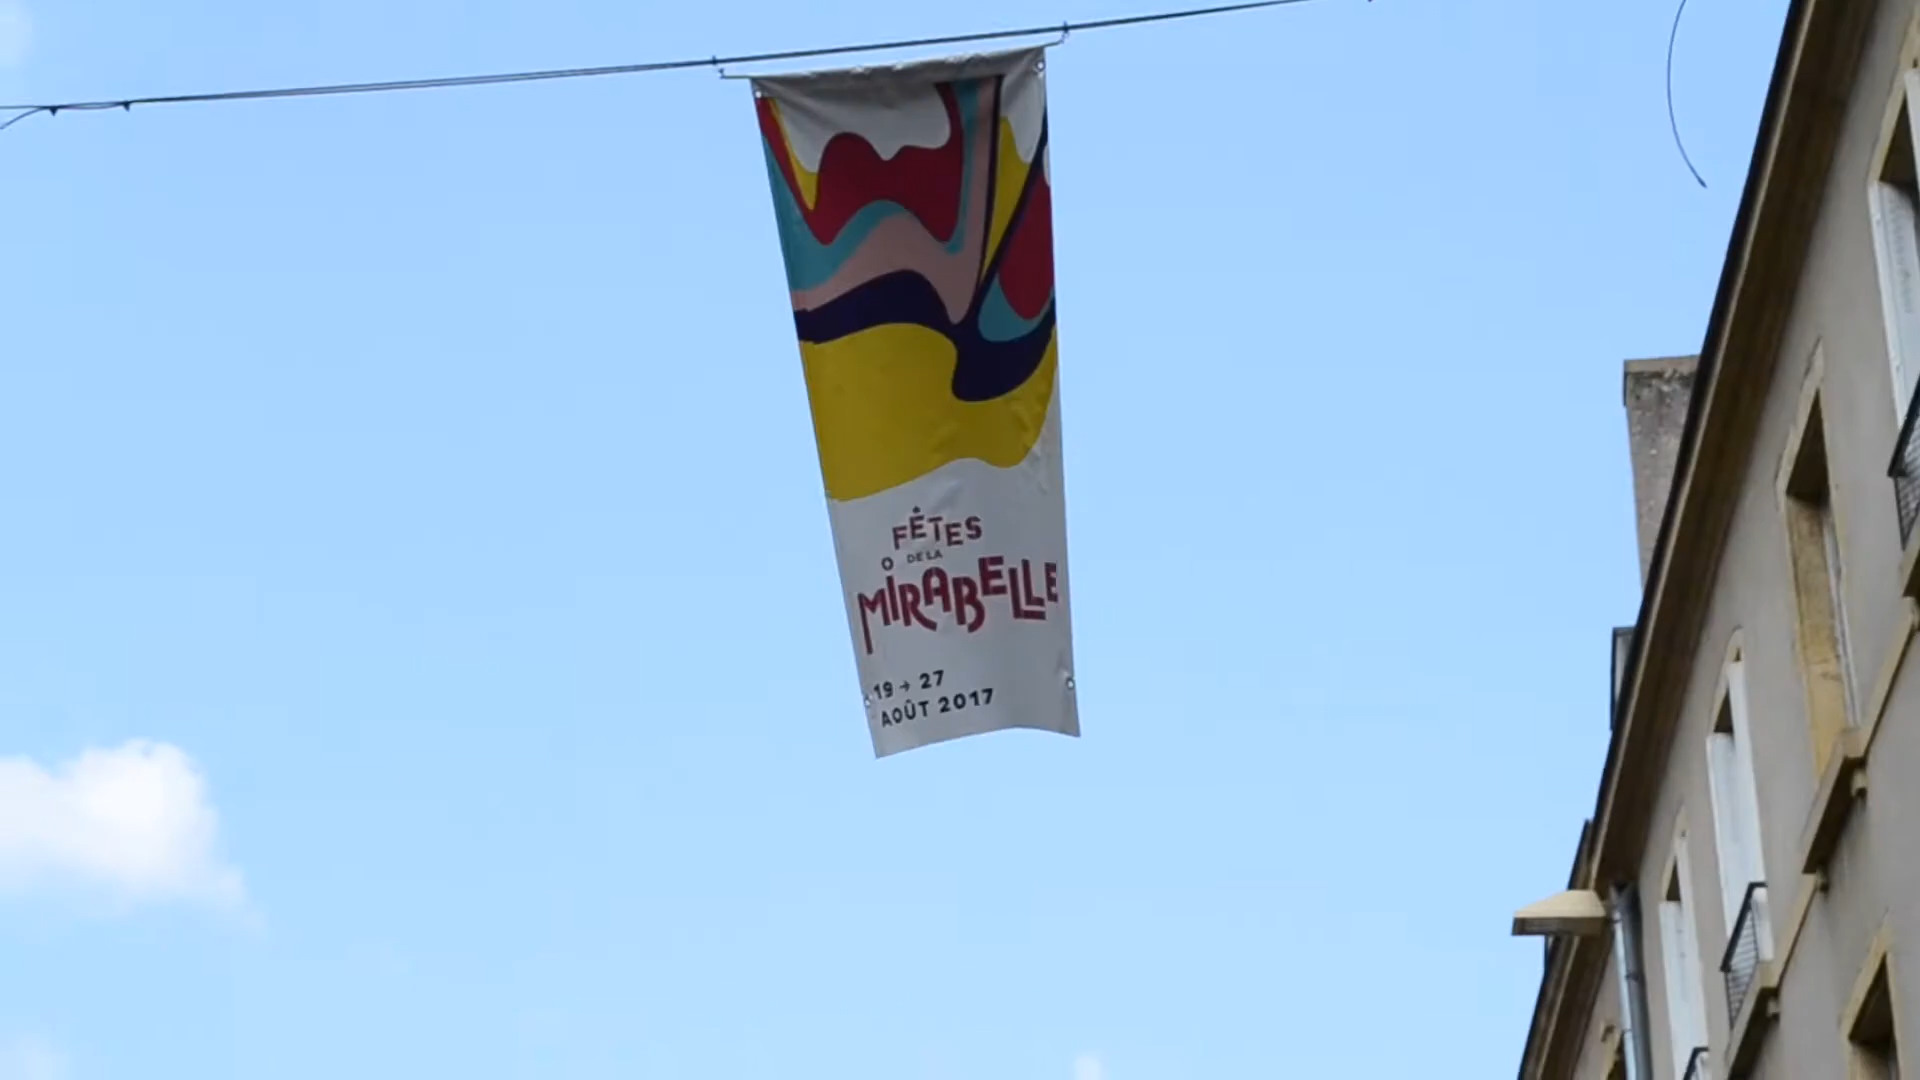 FÊTES
DE LA
MIRABELLE
19 → 27
AOÛT 2017